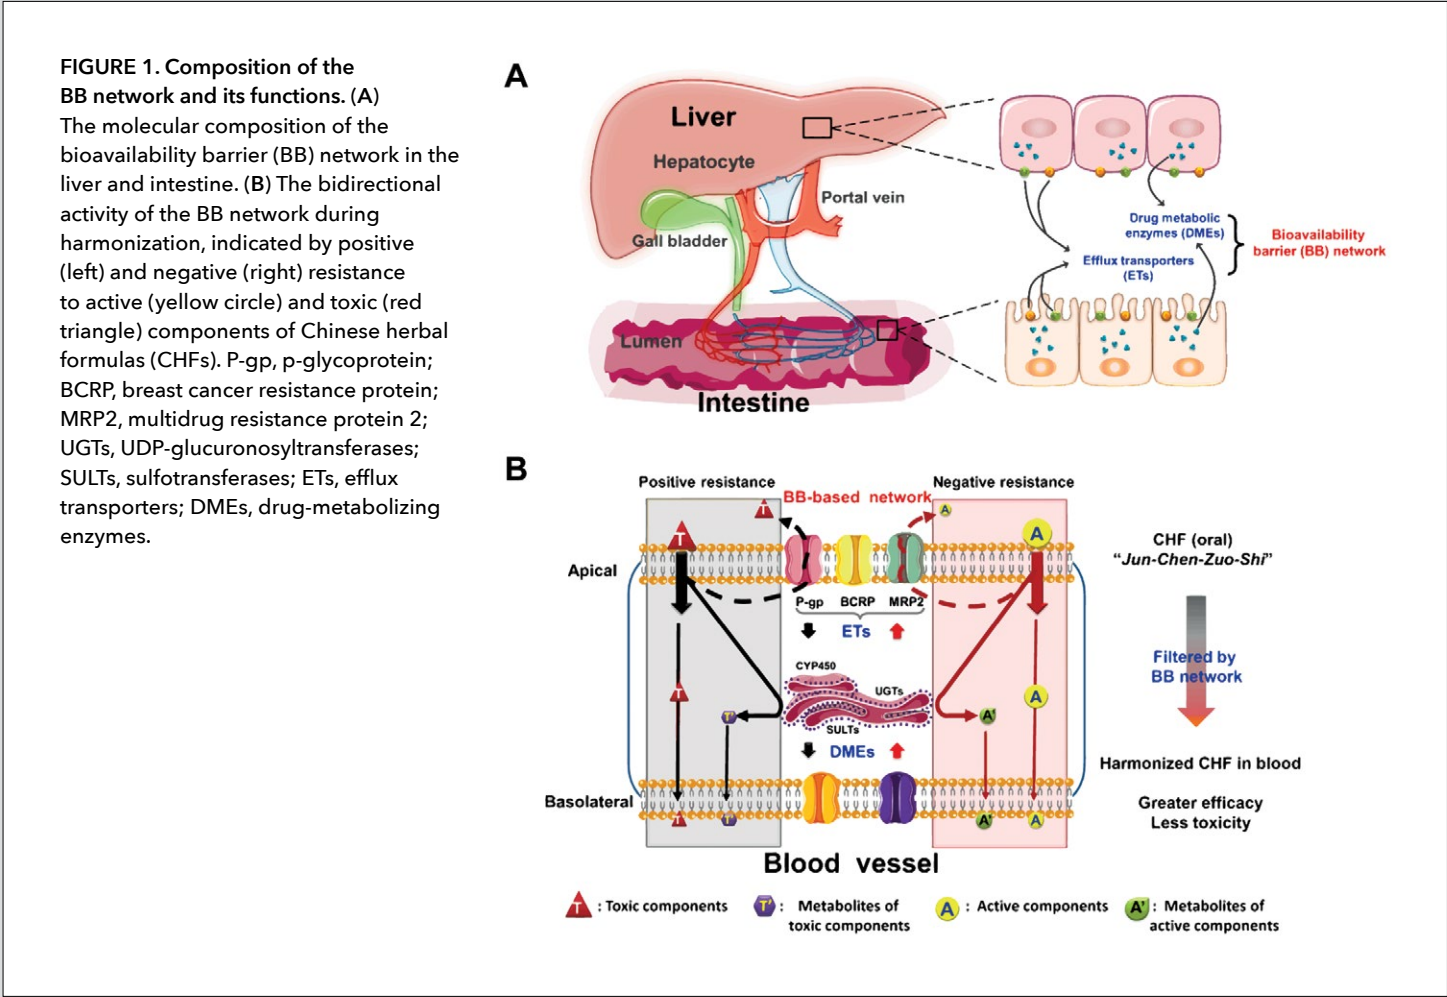 FIGURE 1. Composition of the
BB network and its functions. (A)
The molecular composition of the
bioavailability barrier (BB) network in the
liver and intestine. (B) The bidirectional
activity of the BB network during
harmonization, indicated by positive
(left) and negative (right) resistance
to active (yellow circle) and toxic (red
triangle) components of Chinese herbal
formulas (CHFs). P-gp, p-glycoprotein;
BCRP, breast cancer resistance protein;
MRP2, multidrug resistance protein 2;
UGTs, UDP-glucuronosyltransferases;
SULTs, sulfotransferases; ETs, efflux
transporters; DMEs, drug-metabolizing
enzymes.
A
Liver
Hepatocyte
Portal vein
Gall bladder
Lumen
Intestine
Drug metabolic
enzymes (DMEs)
Efflux transporters
(ETs)
Bioavailability
barrier (BB) network
B
Positive resistance
BB-based network
Negative resistance
T
A
T
A
Apical
P-gp BCRP MRP2
ETs
CYP450
UGTs
SULTs
T
T'
A'
A
DMEs
Basolateral
T
T'
A'
A
Blood vessel
CHF (oral)
“Jun-Chen-Zuo-Shi”
Filtered by
BB network
Harmonized CHF in blood
Greater efficacy
Less toxicity
T : Toxic components
T' : Metabolites of
toxic components
A : Active components
A' : Metabolites of
active components